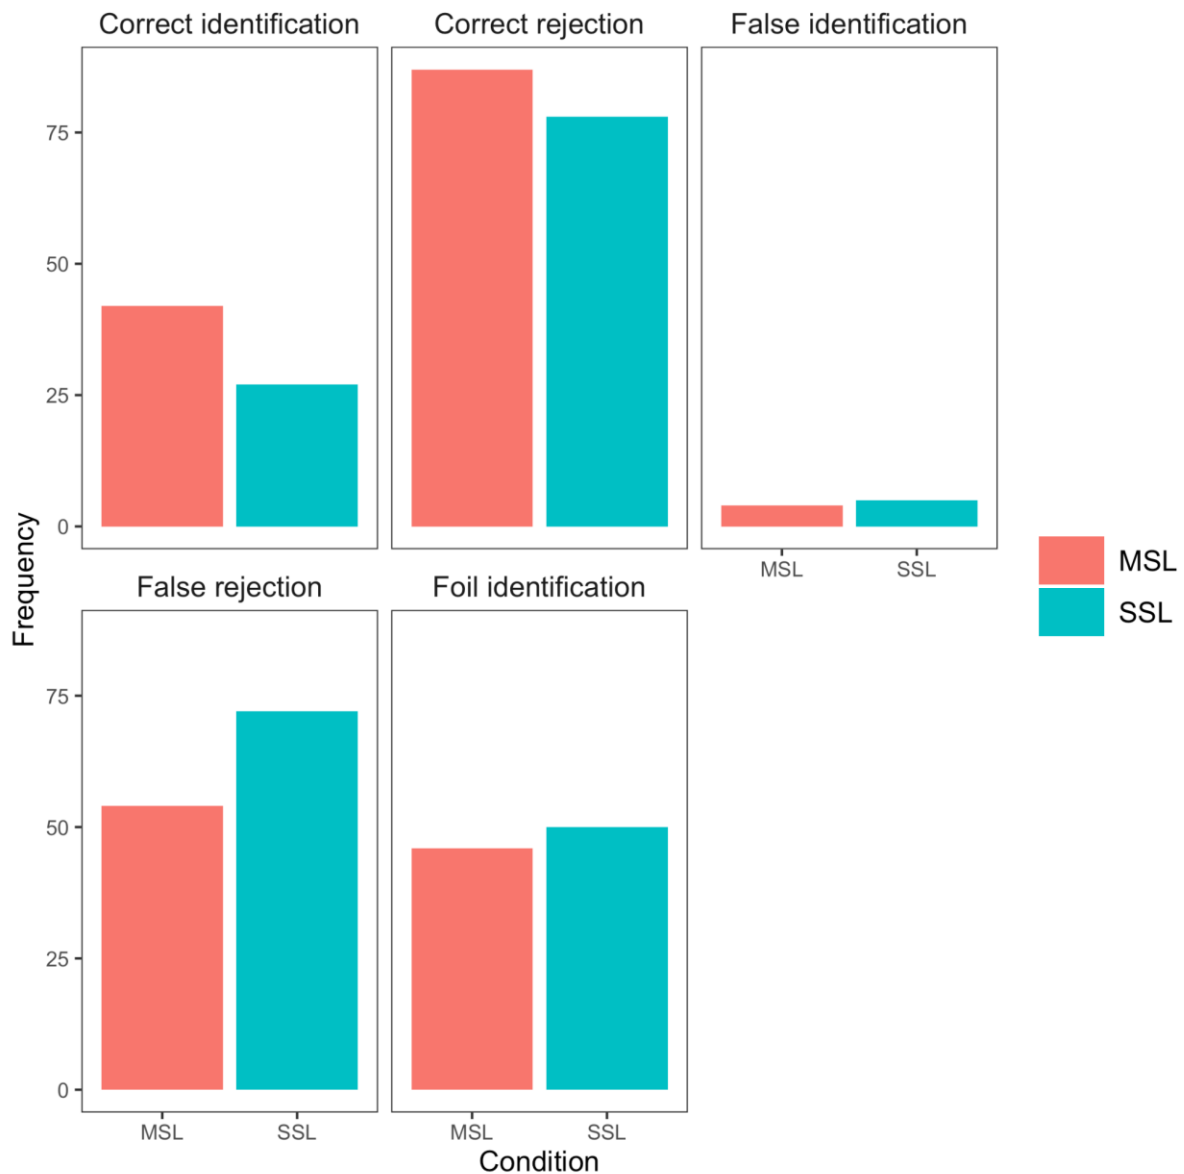 Correct identification
Correct rejection
False identification
75
50
25
0
MSL
SSL
False rejection
Foil identification
75
50
25
0
MSL
SSL
MSL
SSL
Frequency
Condition
MSL
SSL